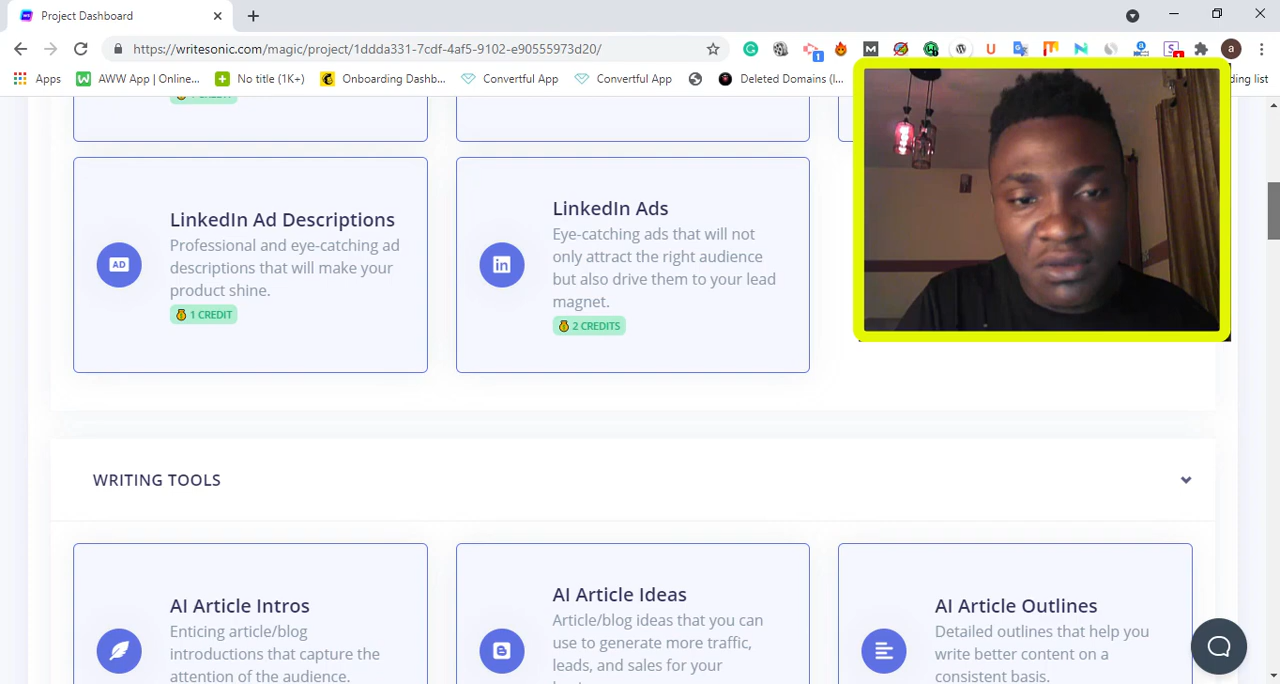 Project Dashboard
https://writesonic.com/magic/project/1ddda331-7cdf-4af5-9102-e90555973d20/
Apps
AWW App | Online...
No title (1K+)
Onboarding Dashb...
Convertful App
Convertful App
Deleted Domains (I...
ding list
LinkedIn Ad Descriptions
Professional and eye-catching ad
descriptions that will make your
product shine.
1 CREDIT
AD
LinkedIn Ads
Eye-catching ads that will not
only attract the right audience
but also drive them to your lead
magnet.
2 CREDITS
in
WRITING TOOLS
AI Article Intros
Enticing article/blog
introductions that capture the
attention of the audience.
AI Article Ideas
Article/blog ideas that you can
use to generate more traffic,
leads, and sales for your
AI Article Outlines
Detailed outlines that help you
write better content on a
consistent basis.